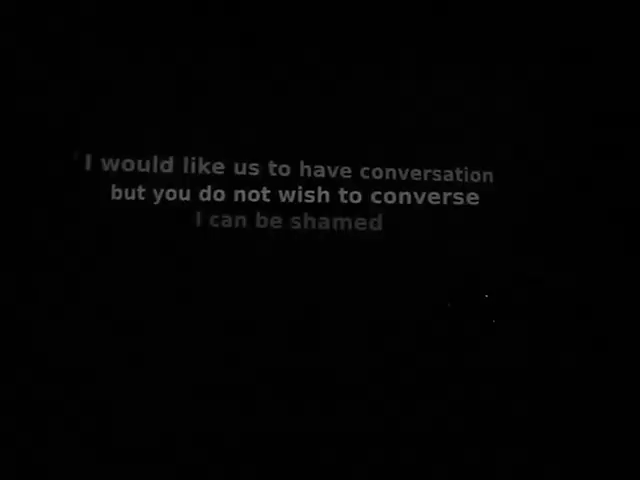 I would like us to have conversation
but you do not wish to converse
I can be shamed